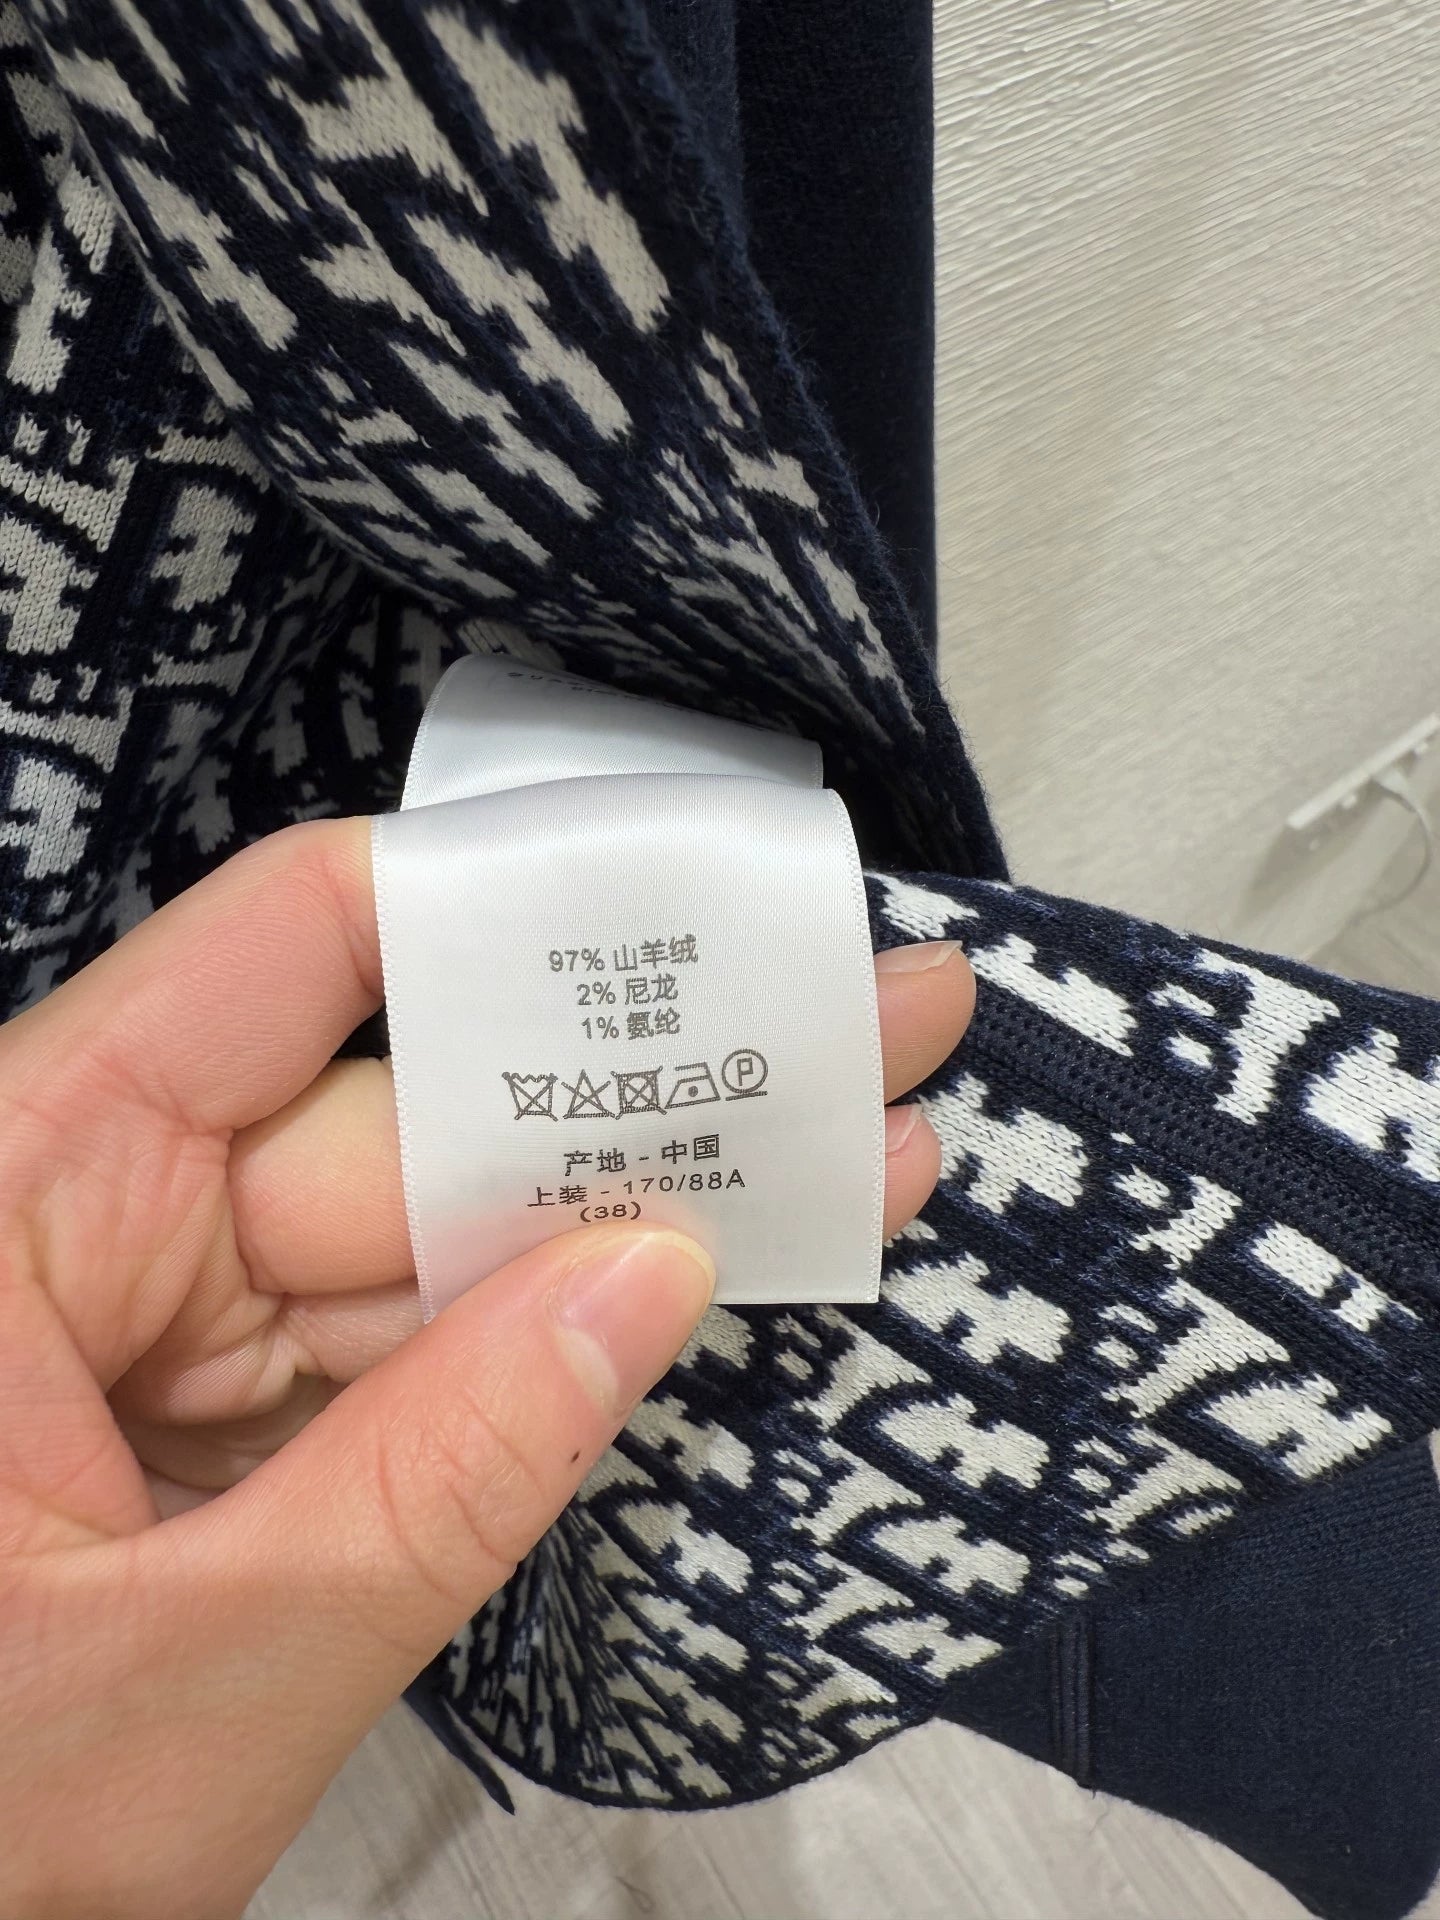 97% 山羊绒
2% 尼龙
1% 氨纶
P
产地 - 中国
上装 - 170/88A
(38)